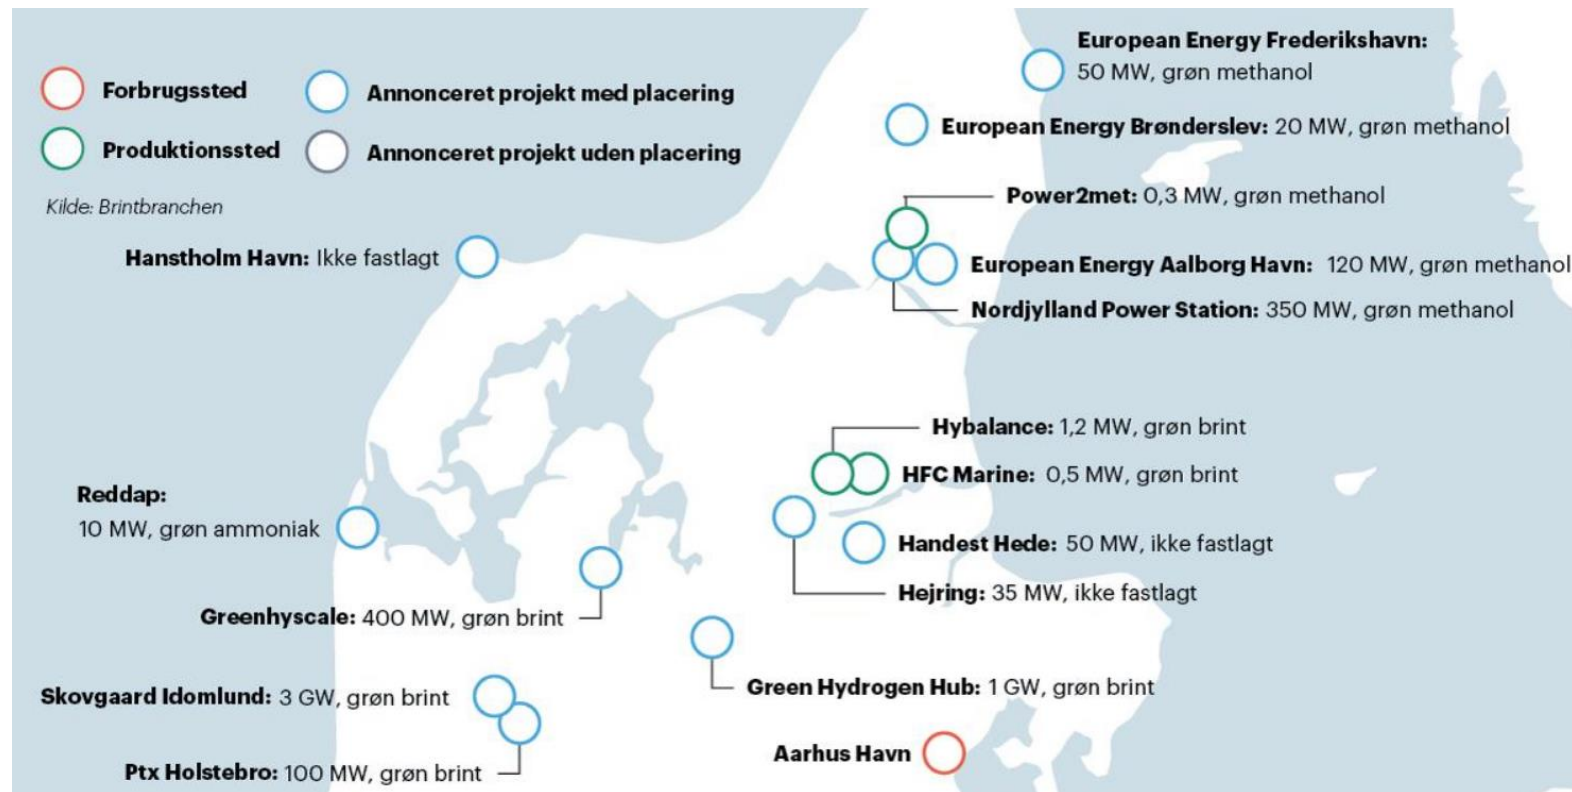 Forbrugssted
Annonceret projekt med placering
Produktionssted
Annonceret projekt uden placering
Kilde: Brintbranchen
European Energy Frederikshavn:
50 MW, grøn methanol
European Energy Brønderslev: 20 MW, grøn methanol
Power2met: 0,3 MW, grøn methanol
Hanstholm Havn: Ikke fastlagt
European Energy Aalborg Havn: 120 MW, grøn methanol
Nordjylland Power Station: 350 MW, grøn methanol
Hybalance: 1,2 MW, grøn brint
HFC Marine: 0,5 MW, grøn brint
Reddap:
10 MW, grøn ammoniak
Handest Hede: 50 MW, ikke fastlagt
Hejring: 35 MW, ikke fastlagt
Greenhyscale: 400 MW, grøn brint
Green Hydrogen Hub: 1 GW, grøn brint
Skovgaard Idomlund: 3 GW, grøn brint
Aarhus Havn
Ptx Holstebro: 100 MW, grøn brint